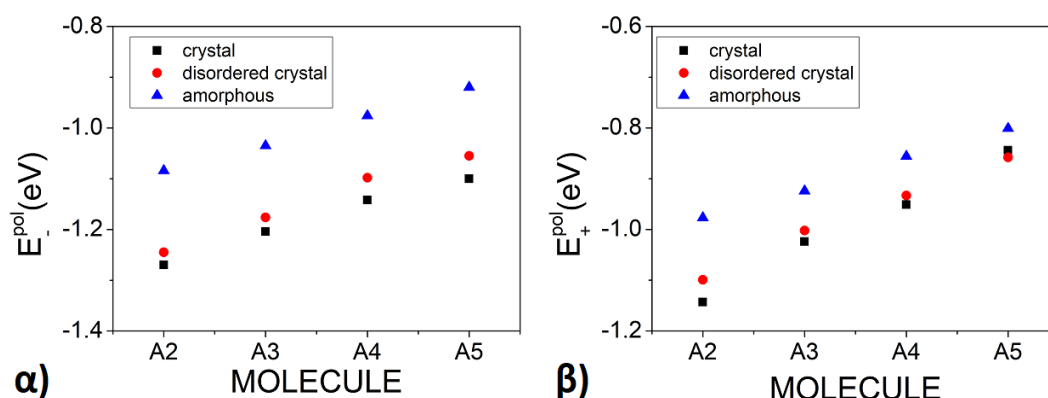 -0.8
-1.0
-1.2
-1.4
E-pol(eV)
crystal
disordered crystal
amorphous
A2 A3 A4 A5
MOLECULE
α)
-0.6
-0.8
-1.0
-1.2
E+pol(eV)
crystal
disordered crystal
amorphous
A2 A3 A4 A5
MOLECULE
β)